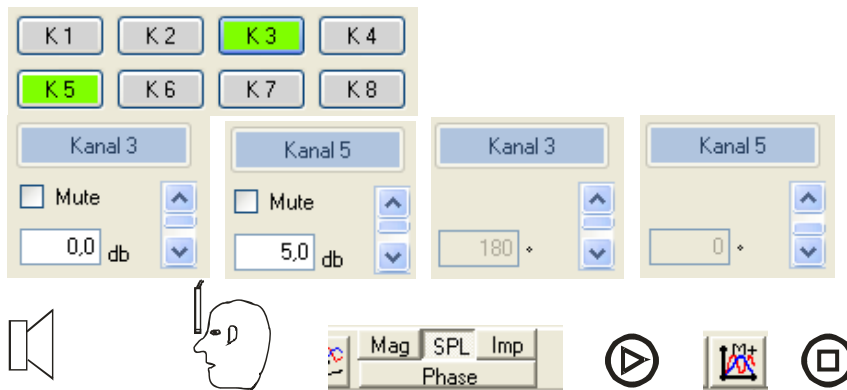 K 1 K 2 K 3 K 4
K 5 K 6 K 7 K 8
Kanal 3 Kanal 5 Kanal 3 Kanal 5
Mute Mute
0,0 db 5,0 db 180 ° 0 °
Mag SPL Imp
Phase
M+